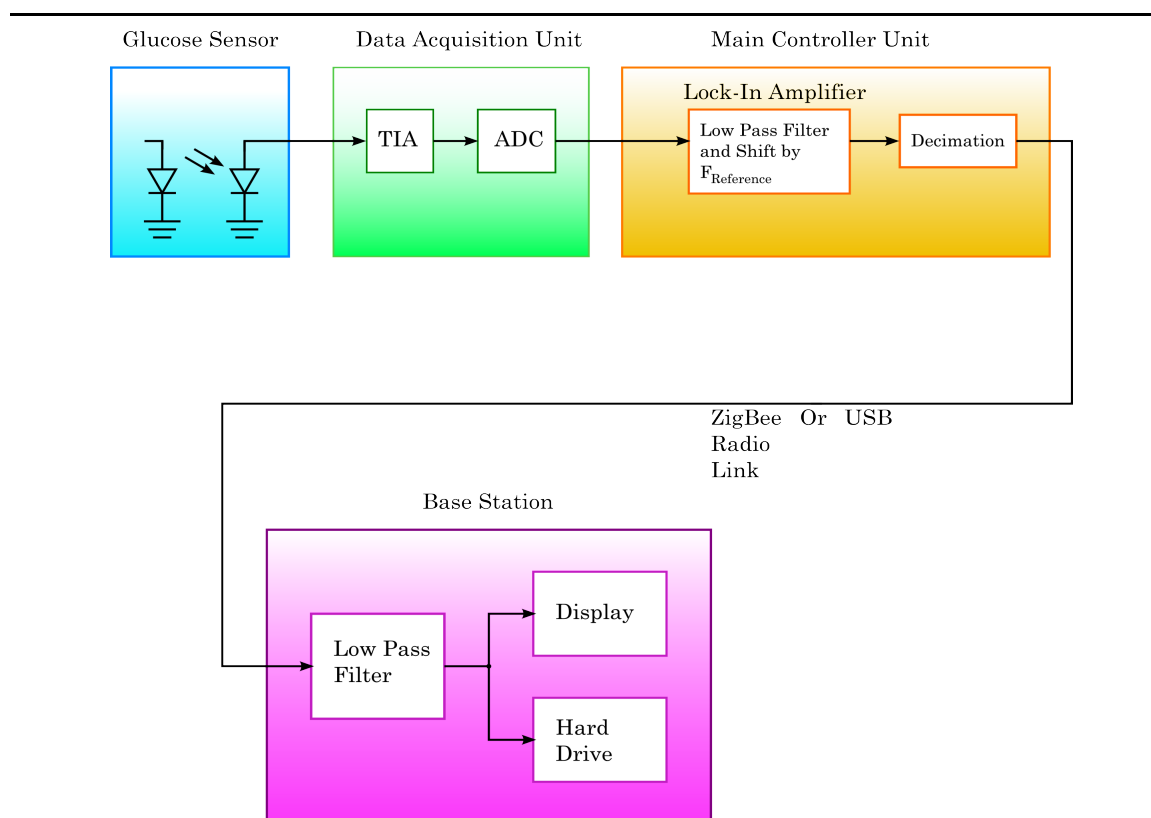 Glucose Sensor
Data Acquisition Unit
Main Controller Unit
Lock-In Amplifier
TIA
ADC
Low Pass Filter
and Shift by
FReference
Decimation
ZigBee Or USB
Radio
Link
Base Station
Low Pass
Filter
Display
Hard
Drive